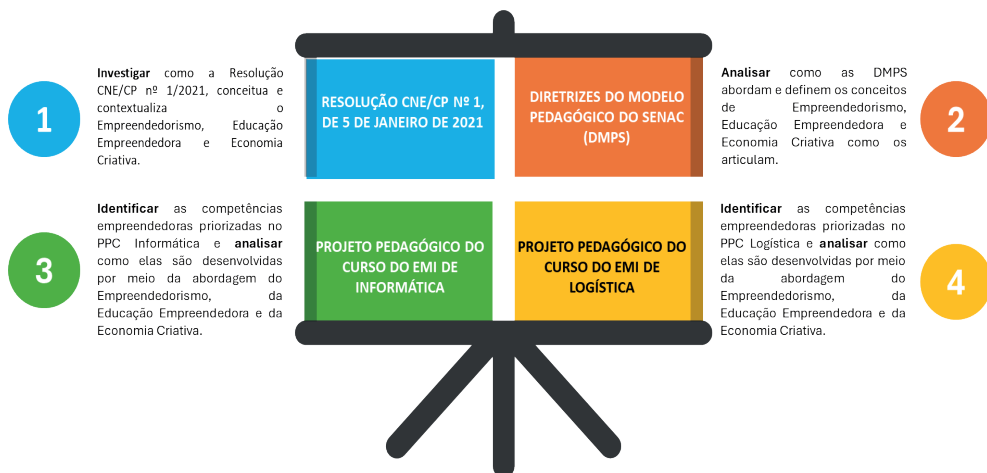 1
Investigar como a Resolução
CNE/CP nº 1/2021, conceitua e
contextualiza o
Empreendedorismo, Educação
Empreendedora e Economia
Criativa.
RESOLUÇÃO CNE/CP Nº 1,
DE 5 DE JANEIRO DE 2021
DIRETRIZES DO MODELO
PEDAGÓGICO DO SENAC
(DMPS)
Analisar como as DMPS
abordam e definem os conceitos
de Empreendedorismo,
Educação Empreendedora e
Economia Criativa como os
articulam.
2
3
Identificar as competências
empreendedoras priorizadas no
PPC Informática e analisar
como elas são desenvolvidas
por meio da abordagem do
Empreendedorismo, da
Educação Empreendedora e da
Economia Criativa.
PROJETO PEDAGÓGICO DO
CURSO DO EMI DE
INFORMÁTICA
PROJETO PEDAGÓGICO DO
CURSO DO EMI DE
LOGÍSTICA
Identificar as competências
empreendedoras priorizadas no
PPC Logística e analisar como
elas são desenvolvidas por meio
da abordagem do
Empreendedorismo, da
Educação Empreendedora e da
Economia Criativa.
4